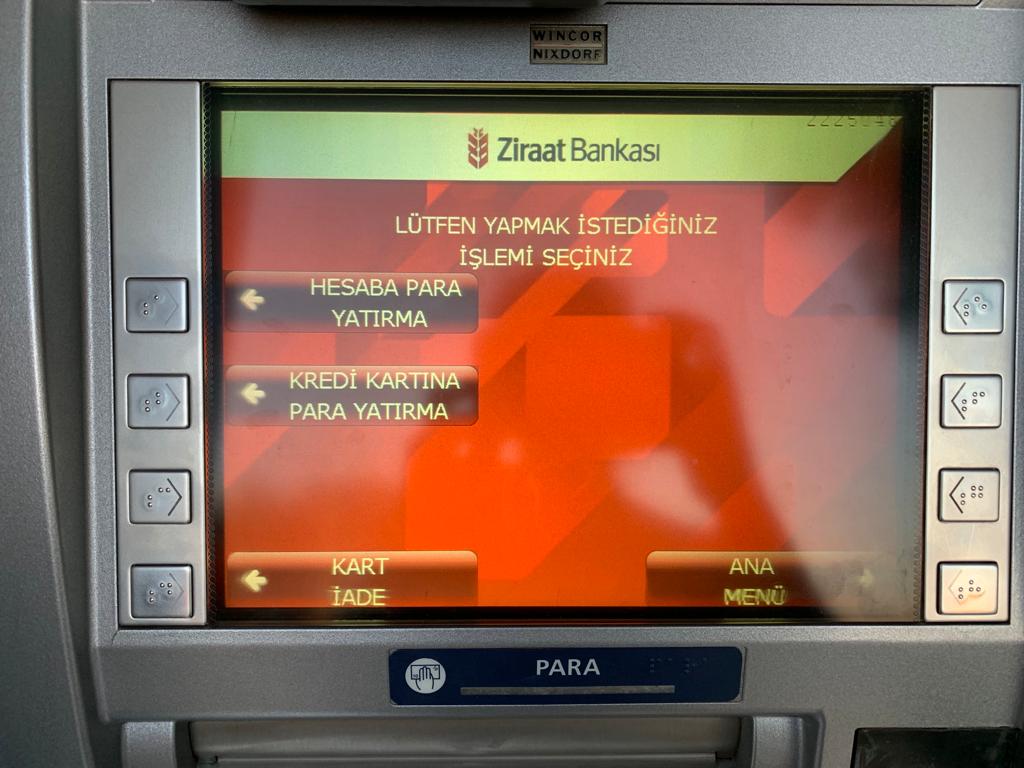 WINCOR
NIXDORF
Ziraat Bankası
LÜTFEN YAPMAK İSTEDİĞİNİZ
İŞLEMİ SEÇİNİZ
HESABA PARA
YATIRMA
KREDİ KARTINA
PARA YATIRMA
KART
İADE
ANA
MENÜ
PARA